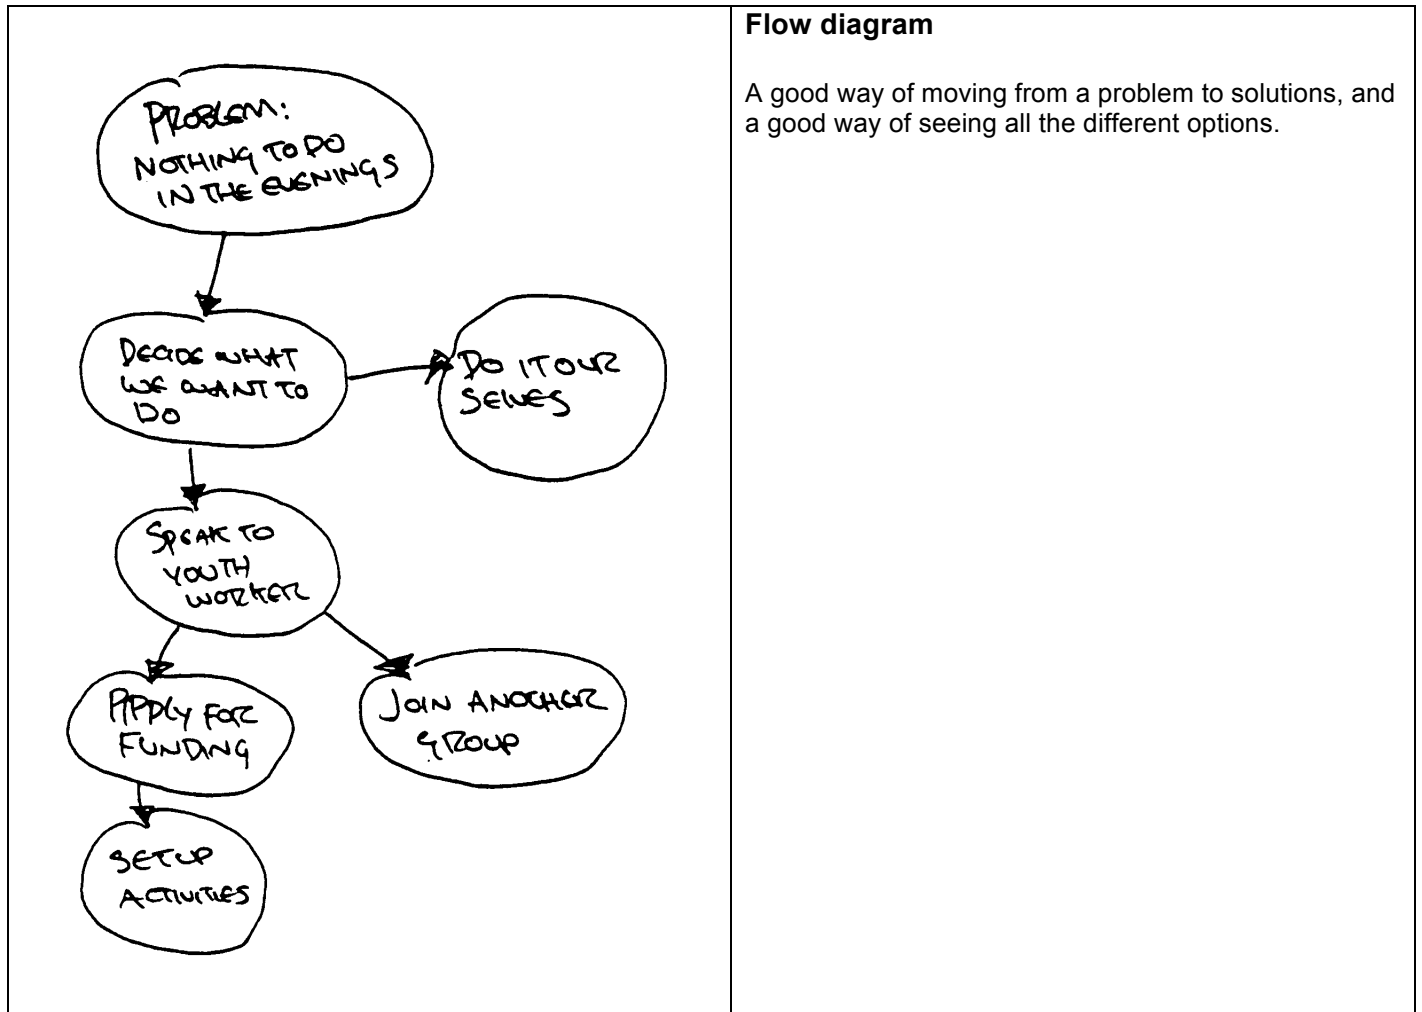 PROBLEM:
NOTHING TO DO
IN THE EVENINGS
DECIDE WHAT
WE WANT TO
DO
DO IT OUR
SELVES
SPEAK TO
YOUTH
WORKER
APPLY FOR
FUNDING
JOIN ANOTHER
GROUP
SETUP
ACTIVITIES
Flow diagram
A good way of moving from a problem to solutions, and
a good way of seeing all the different options.